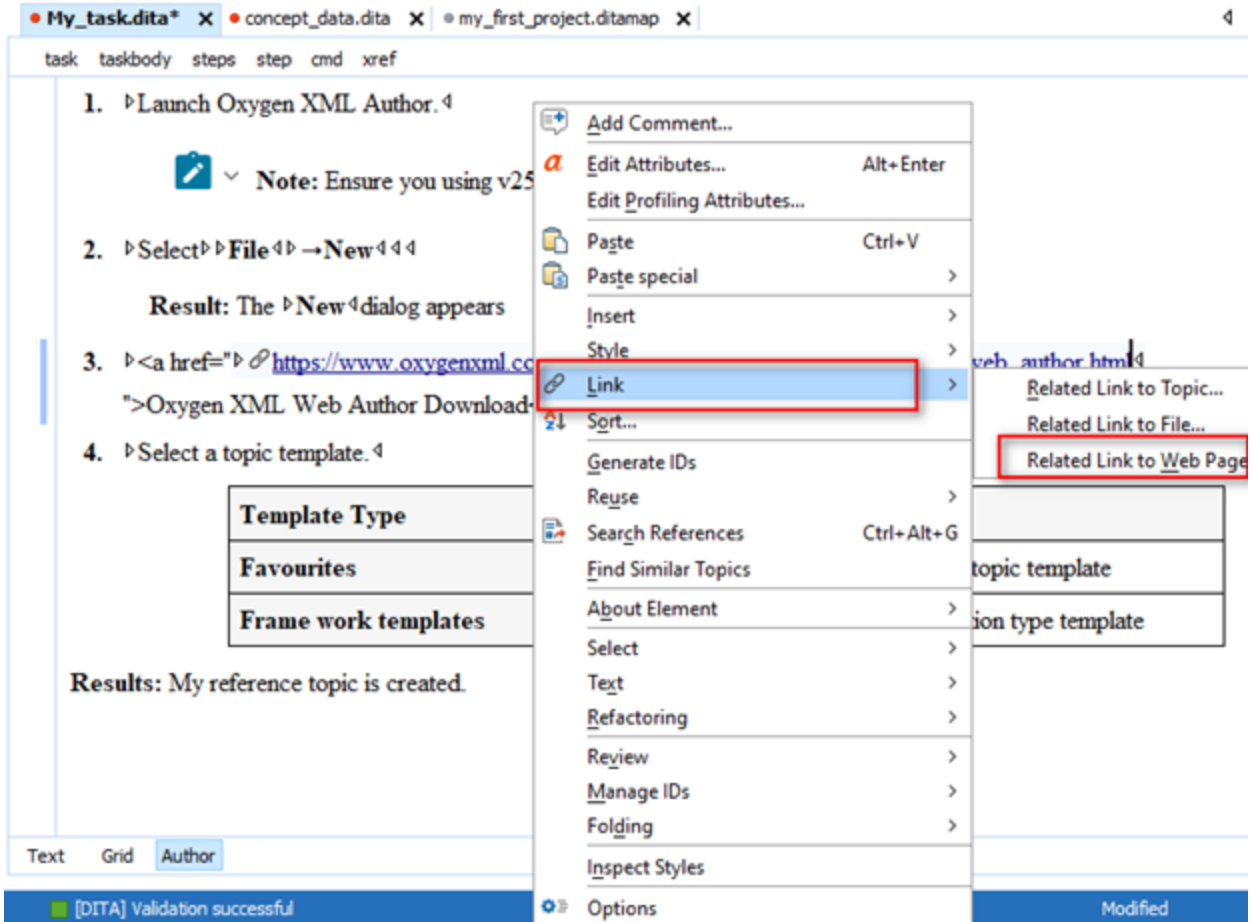 My_task.dita* concept_data.dita my_first_project.ditamap
task taskbody steps step cmd xref
1. Launch Oxygen XML Author.
Note: Ensure you using v25
2. Select File → New
Result: The New dialog appears
3. <a href=" https://www.oxygenxml.cc veb_author.html
">Oxygen XML Web Author Download
4. Select a topic template.
Template Type
Favourites topic template
Frame work templates ion type template
Results: My reference topic is created.
Add Comment...
Edit Attributes... Alt+Enter
Edit Profiling Attributes...
Paste Ctrl+V
Paste special
Insert
Style
Link
Sort...
Generate IDs
Reuse
Search References Ctrl+Alt+G
Find Similar Topics
About Element
Select
Text
Refactoring
Review
Manage IDs
Folding
Inspect Styles
Options
Related Link to Topic...
Related Link to File...
Related Link to Web Page
Text Grid Author
[DITA] Validation successful Modified